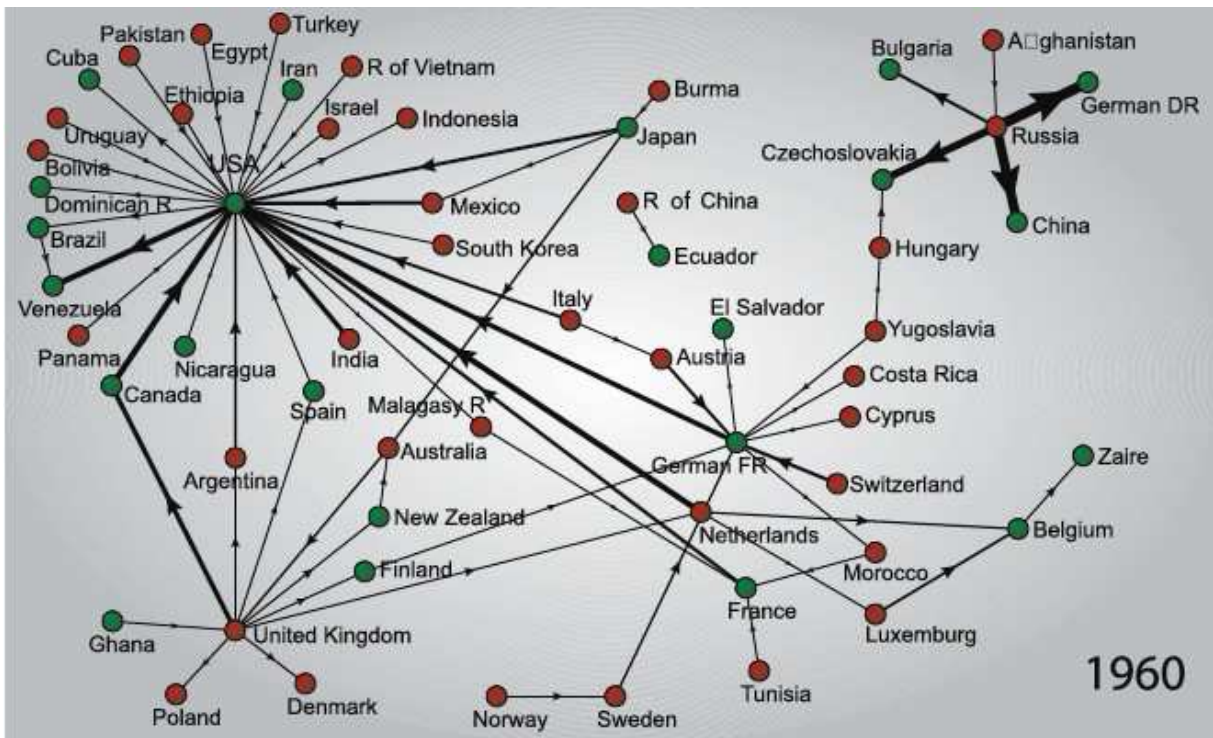 Pakistan
Turkey
Egypt
Cuba
Iran
R of Vietnam
Ethiopia
Israel
Indonesia
Uruguay
USA
Bolivia
Dominican R
Brazil
Venezuela
Panama
Nicaragua
Canada
India
Spain
Argentina
Burma
Japan
Mexico
South Korea
R of China
Ecuador
Italy
Austria
Malagasy R
Australia
New Zealand
Finland
United Kingdom
Ghana
Poland
Denmark
Norway
Sweden
El Salvador
German FR
Netherlands
France
Tunisia
Morocco
Luxemburg
Belgium
Zaire
Switzerland
Cyprus
Costa Rica
Yugoslavia
Hungary
Czechoslovakia
Bulgaria
A□ghanistan
German DR
Russia
China
1960